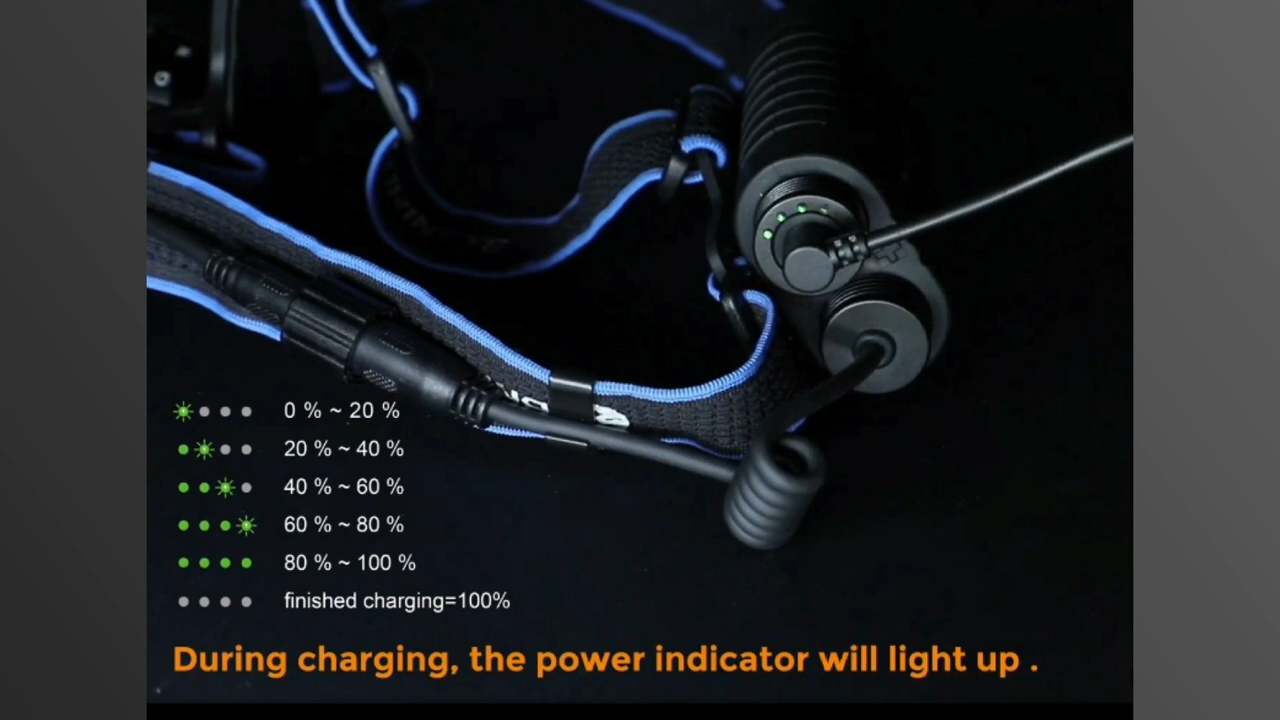 0 % ~ 20 %
20 % ~ 40 %
40 % ~ 60 %
60 % ~ 80 %
80 % ~ 100 %
finished charging=100%
During charging, the power indicator will light up .